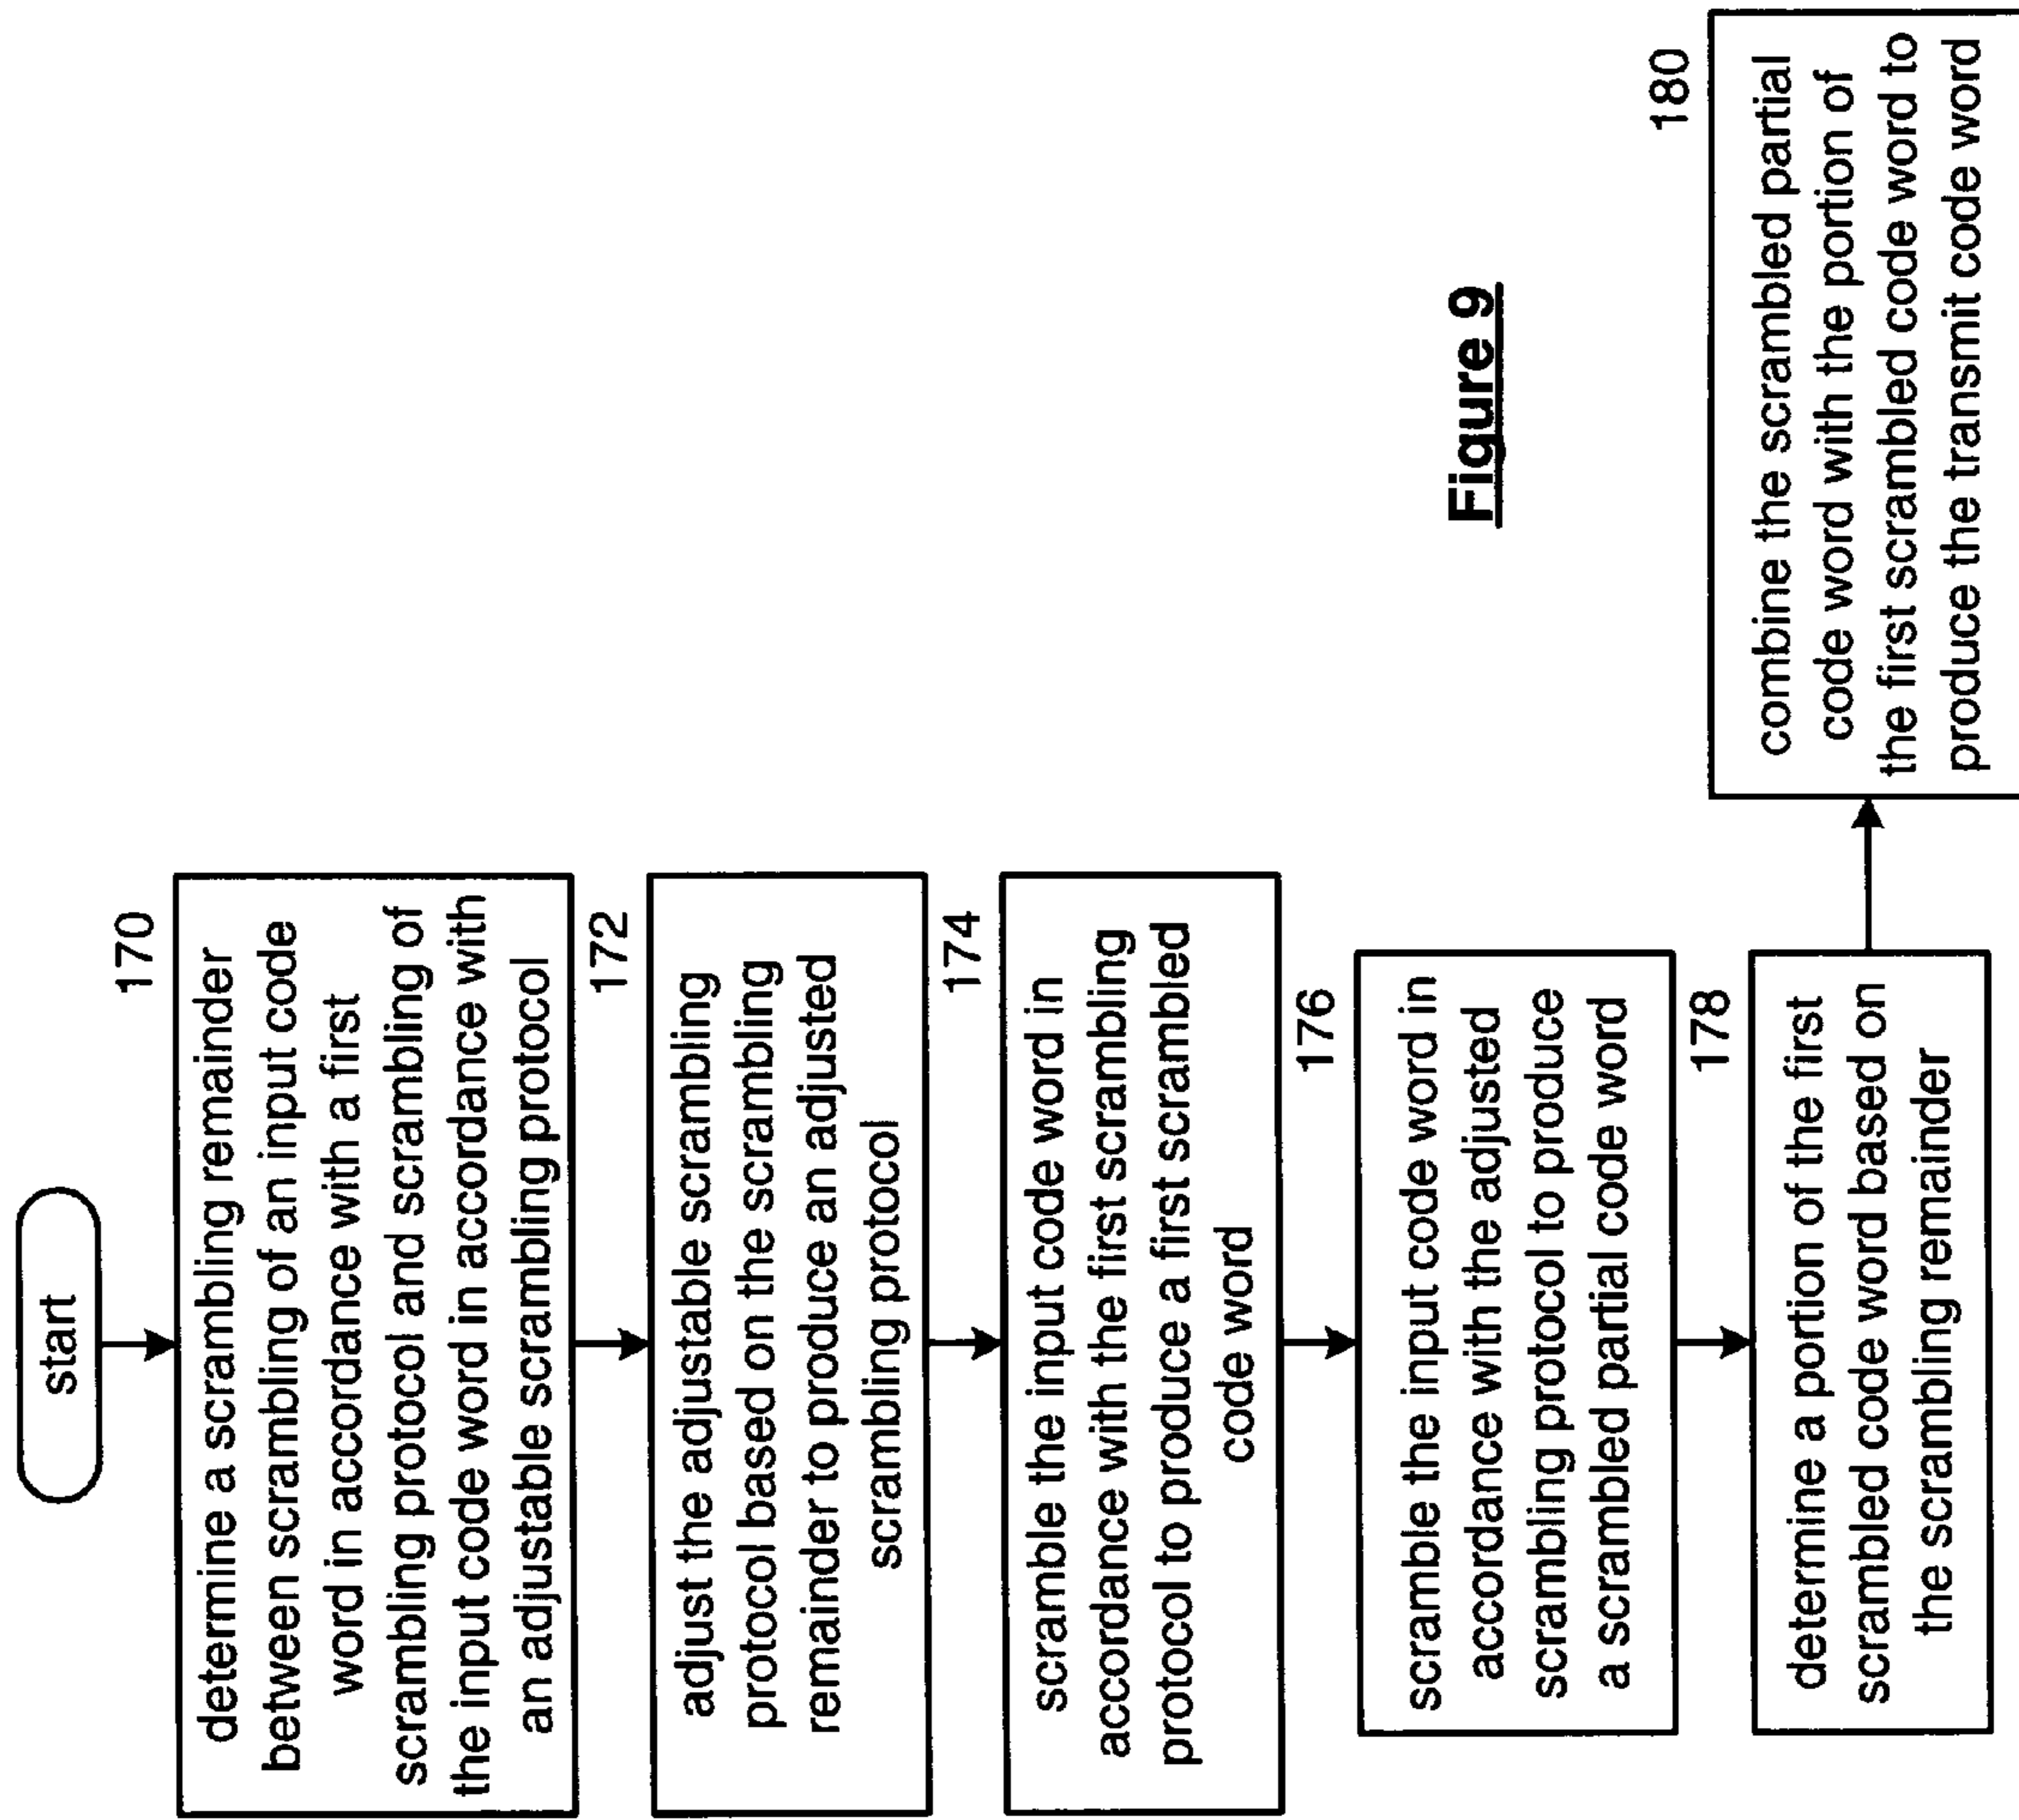 start
170
determine a scrambling remainder
between scrambling of an input code
word in accordance with a first
scrambling protocol and scrambling of
the input code word in accordance with
an adjustable scrambling protocol
172
adjust the adjustable scrambling
protocol based on the scrambling
remainder to produce an adjusted
scrambling protocol
174
scramble the input code word in
accordance with the first scrambling
protocol to produce a first scrambled
code word
176
scramble the input code word in
accordance with the adjusted
scrambling protocol to produce
a scrambled partial code word
178
determine a portion of the first
scrambled code word based on
the scrambling remainder
180
combine the scrambled partial
code word with the portion of
the first scrambled code word to
produce the transmit code word
Figure 9